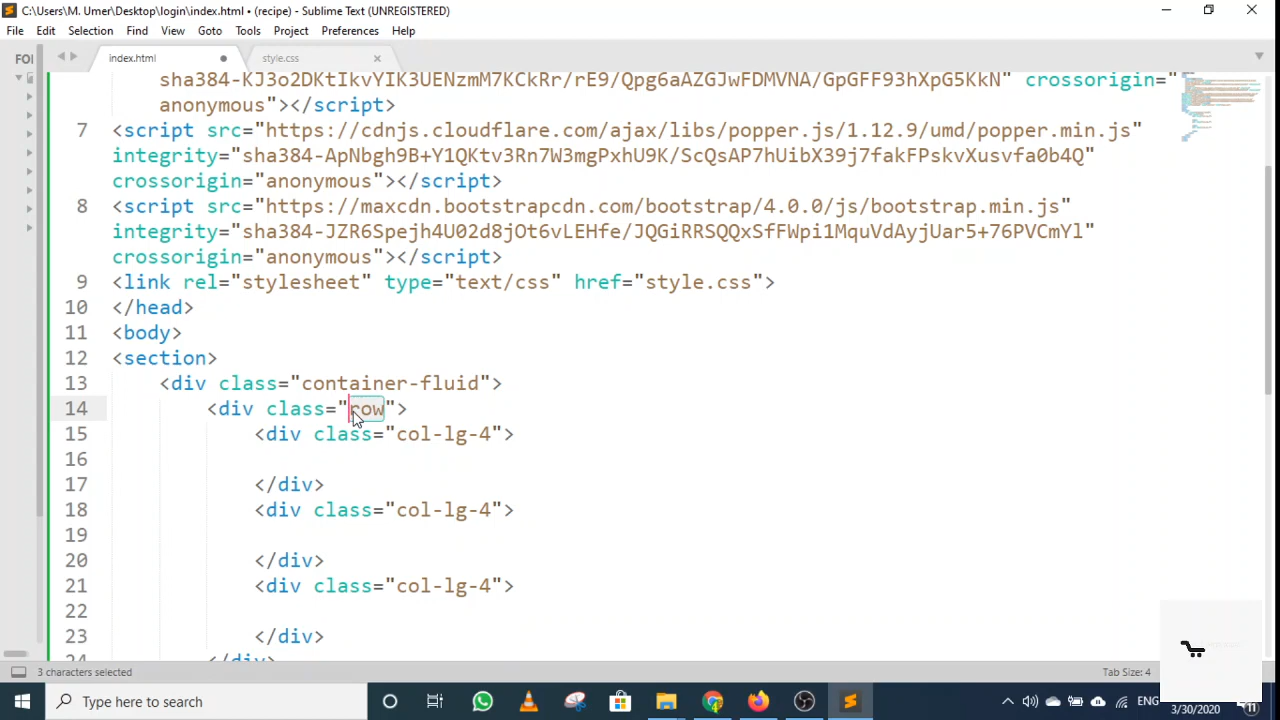 C:\Users\M. Umer\Desktop\login\index.html • (recipe) - Sublime Text (UNREGISTERED)
File Edit Selection Find View Goto Tools Project Preferences Help
FOI
index.html
style.css
sha384-KJ3o2DKtIkvYIK3UENzmM7KCkRr/rE9/Qpg6aAZGJwFDMVNA/GpGFF93hXpG5KkN" crossorigin="
anonymous"></script>
7 <script src="https://cdnjs.cloudflare.com/ajax/libs/popper.js/1.12.9/umd/popper.min.js"
integrity="sha384-ApNbgh9B+Y1QKtv3Rn7W3mgPxhU9K/ScQsAP7hUibX39j7fakFPskvXusvfa0b4Q"
crossorigin="anonymous"></script>
8 <script src="https://maxcdn.bootstrapcdn.com/bootstrap/4.0.0/js/bootstrap.min.js"
integrity="sha384-JZR6Spejh4U02d8jOt6vLEHfe/JQGiRRSQQxSfFWpi1MquVdAyjUar5+76PVCmYl"
crossorigin="anonymous"></script>
9 <link rel="stylesheet" type="text/css" href="style.css">
10 </head>
11 <body>
12 <section>
13 <div class="container-fluid">
14 <div class="row">
15 <div class="col-lg-4">
16
17 </div>
18 <div class="col-lg-4">
19
20 </div>
21 <div class="col-lg-4">
22
23 </div>
24 </div>
3 characters selected
Tab Size: 4
Type here to search
ENG
3/30/2020
11